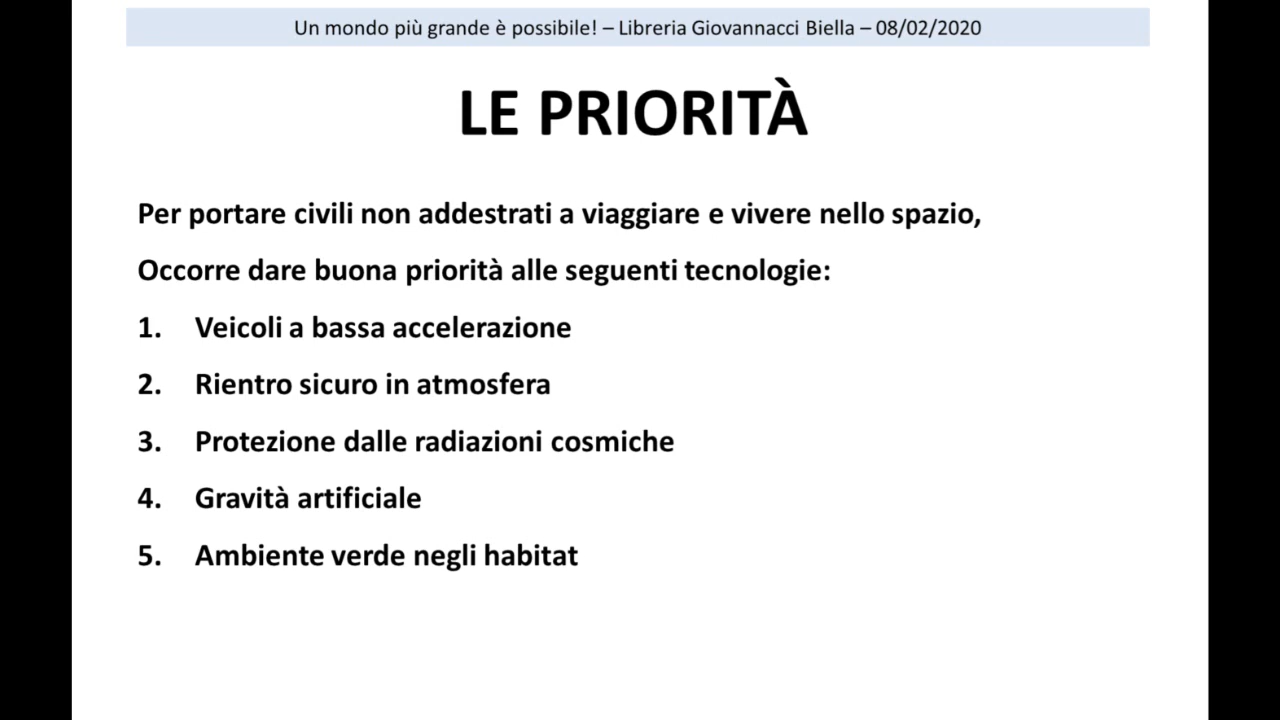 Un mondo più grande è possibile! – Libreria Giovannacci Biella – 08/02/2020
LE PRIORITÀ
Per portare civili non addestrati a viaggiare e vivere nello spazio,
Occorre dare buona priorità alle seguenti tecnologie:
1. Veicoli a bassa accelerazione
2. Rientro sicuro in atmosfera
3. Protezione dalle radiazioni cosmiche
4. Gravità artificiale
5. Ambiente verde negli habitat